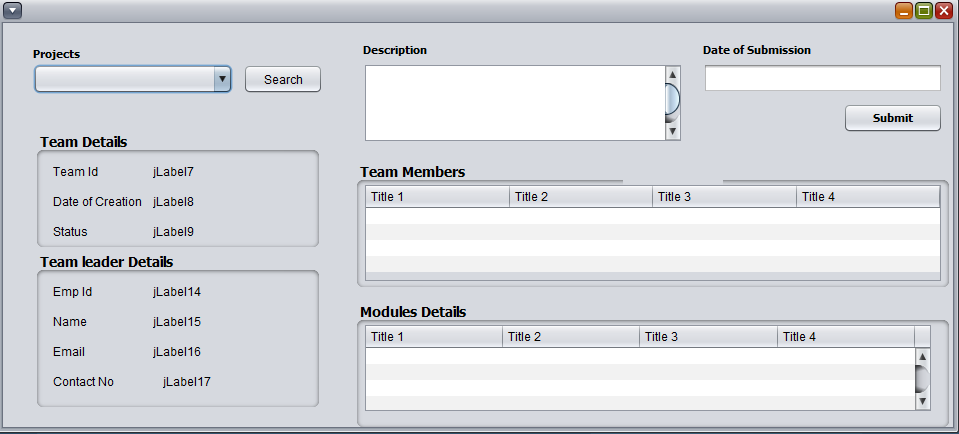 Projects
Search
Description
Date of Submission
Submit
Team Details
Team Id jLabel7
Date of Creation jLabel8
Status jLabel9
Team leader Details
Emp Id jLabel14
Name jLabel15
Email jLabel16
Contact No jLabel17
Team Members
Title 1 Title 2 Title 3 Title 4
Modules Details
Title 1 Title 2 Title 3 Title 4